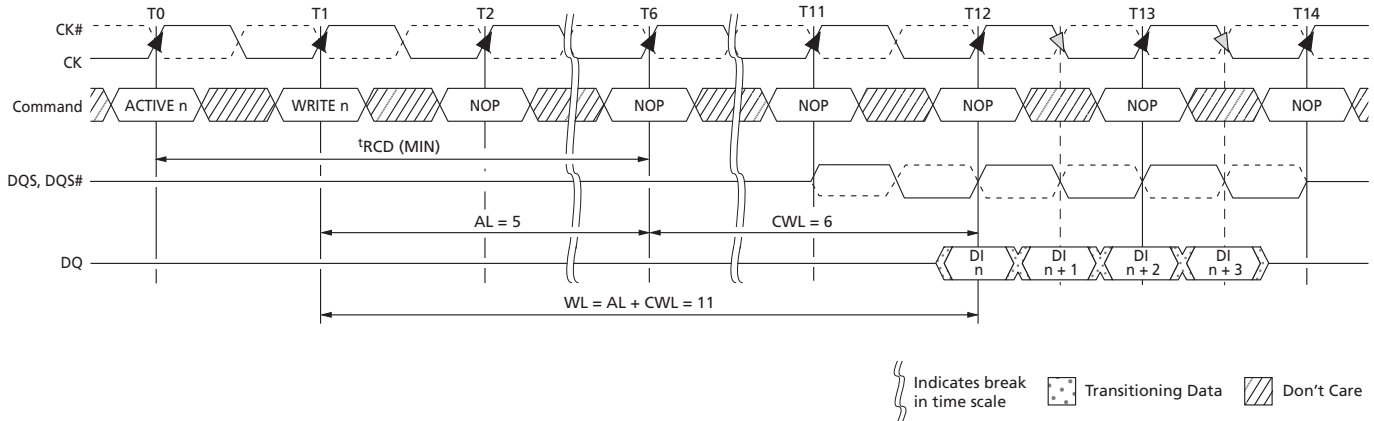 T0 T1 T2 T6 T11 T12 T13 T14
CK#
CK
Command ACTIVE n WRITE n NOP NOP NOP NOP NOP NOP
tRCD (MIN)
DQS, DQS#
AL = 5 CWL = 6
DQ DI n DI n + 1 DI n + 2 DI n + 3
WL = AL + CWL = 11
Indicates break
in time scale
Transitioning Data
Don't Care